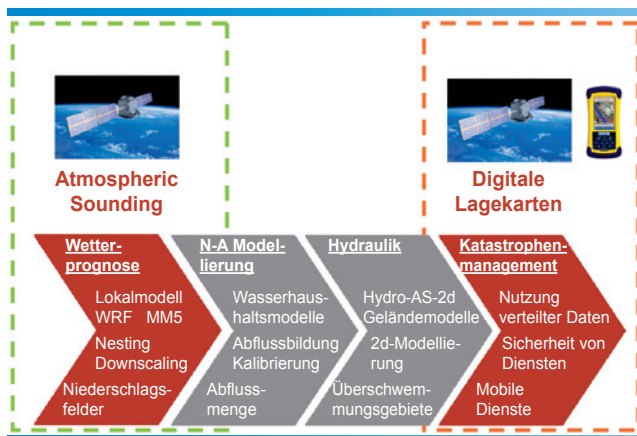 Atmospheric
Sounding
Digitale
Lagekarten
Wetter-
prognose
Lokalmodell
WRF MM5
Nesting
Downscaling
Niederschlags-
felder
N-A Model-
lierung
Wasserhaus-
haltsmodelle
Abflussbildung
Kalibrierung
Abfluss-
menge
Hydraulik
Hydro-AS-2d
Geländemodelle
2d-Modellie-
rung
Überschwem-
mungsgebiete
Katastrophen-
management
Nutzung
verteilter Daten
Sicherheit von
Diensten
Mobile
Dienste